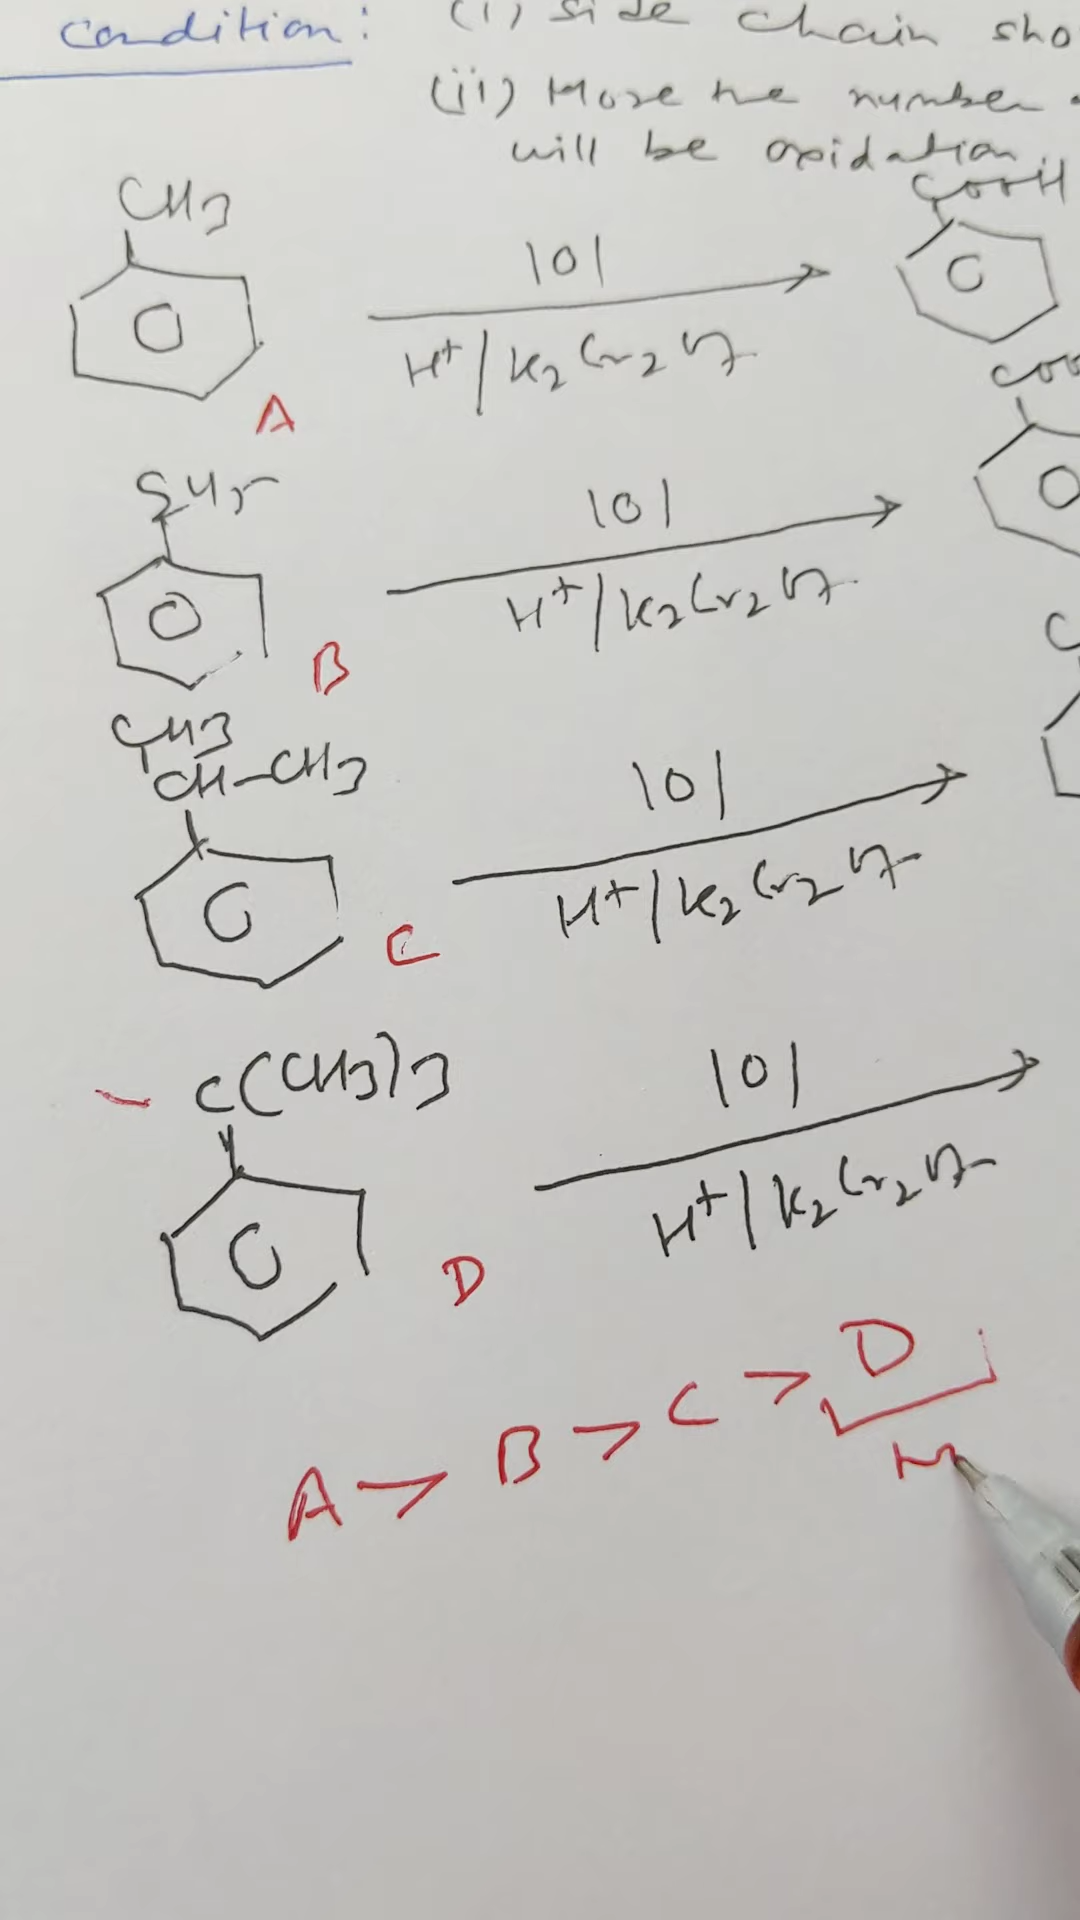 condition: (i) side chain sho
(ii) More the number
will be oxidation
CH3
COOH
|O|
H+/K2Cr2O7
A
C2H5
COO
|O|
H+/K2Cr2O7
B
CH3
CH-CH3
C
|O|
H+/K2Cr2O7
C
C(CH3)3
|O|
H+/K2Cr2O7
D
A > B > C > D